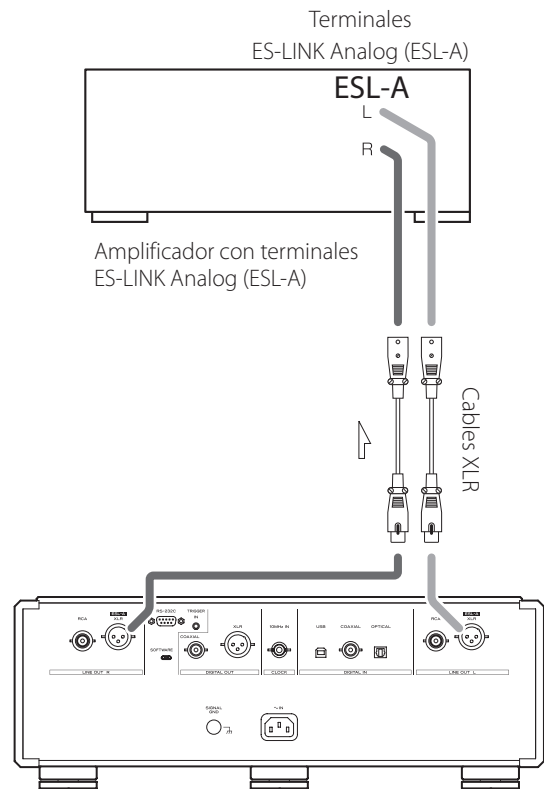 Terminales
ES-LINK Analog (ESL-A)
ESL-A
L
R
Amplificador con terminales
ES-LINK Analog (ESL-A)
Cables XLR
RCA
ESL-A
XLR
RS-232C
TRIGGER
IN
SOFTWARE
COAXIAL
XLR
10MHz IN
USB
COAXIAL
OPTICAL
RCA
ESL-A
XLR
LINE OUT R
DIGITAL OUT
CLOCK
DIGITAL IN
LINE OUT L
SIGNAL
GND
~ IN